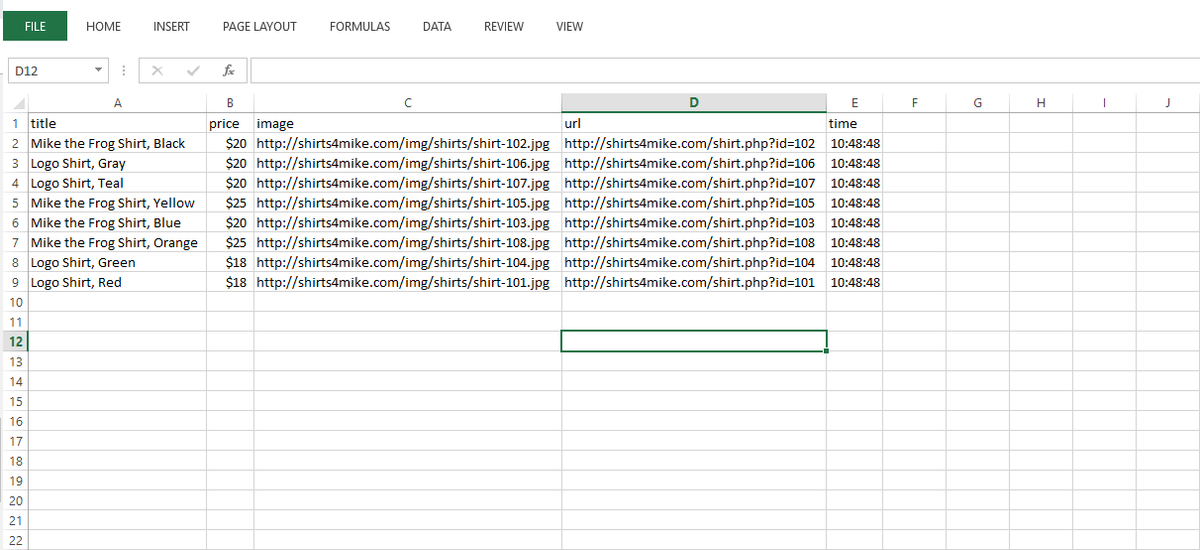 FILE HOME INSERT PAGE LAYOUT FORMULAS DATA REVIEW VIEW
D12 fx
A B C D E F G H I J
1 title price image url time
2 Mike the Frog Shirt, Black $20 http://shirts4mike.com/img/shirts/shirt-102.jpg http://shirts4mike.com/shirt.php?id=102 10:48:48
3 Logo Shirt, Gray $20 http://shirts4mike.com/img/shirts/shirt-106.jpg http://shirts4mike.com/shirt.php?id=106 10:48:48
4 Logo Shirt, Teal $20 http://shirts4mike.com/img/shirts/shirt-107.jpg http://shirts4mike.com/shirt.php?id=107 10:48:48
5 Mike the Frog Shirt, Yellow $25 http://shirts4mike.com/img/shirts/shirt-105.jpg http://shirts4mike.com/shirt.php?id=105 10:48:48
6 Mike the Frog Shirt, Blue $20 http://shirts4mike.com/img/shirts/shirt-103.jpg http://shirts4mike.com/shirt.php?id=103 10:48:48
7 Mike the Frog Shirt, Orange $25 http://shirts4mike.com/img/shirts/shirt-108.jpg http://shirts4mike.com/shirt.php?id=108 10:48:48
8 Logo Shirt, Green $18 http://shirts4mike.com/img/shirts/shirt-104.jpg http://shirts4mike.com/shirt.php?id=104 10:48:48
9 Logo Shirt, Red $18 http://shirts4mike.com/img/shirts/shirt-101.jpg http://shirts4mike.com/shirt.php?id=101 10:48:48
10
11
12
13
14
15
16
17
18
19
20
21
22